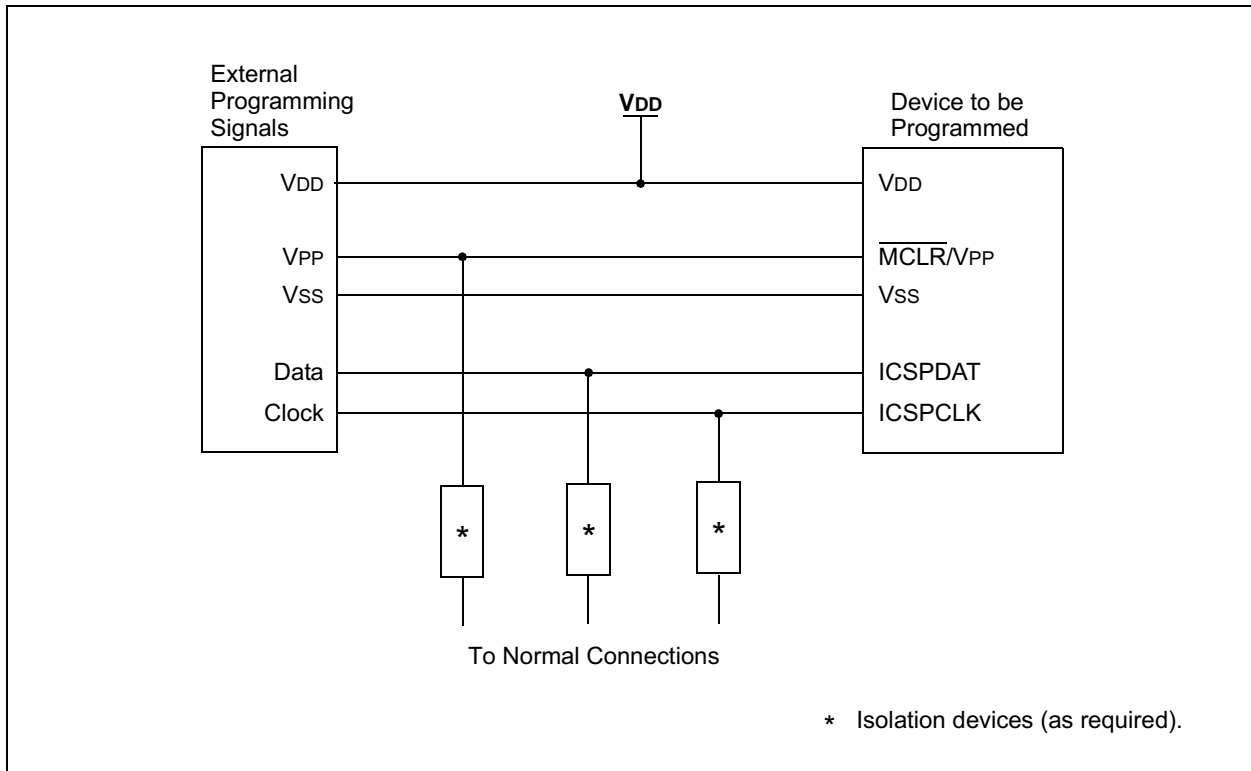 External
Programming
Signals
VDD
Device to be
Programmed
VDD
VDD
VPP
MCLR/VPP
VSS
VSS
Data
ICSPDAT
Clock
ICSPCLK
*
*
*
To Normal Connections
* Isolation devices (as required).